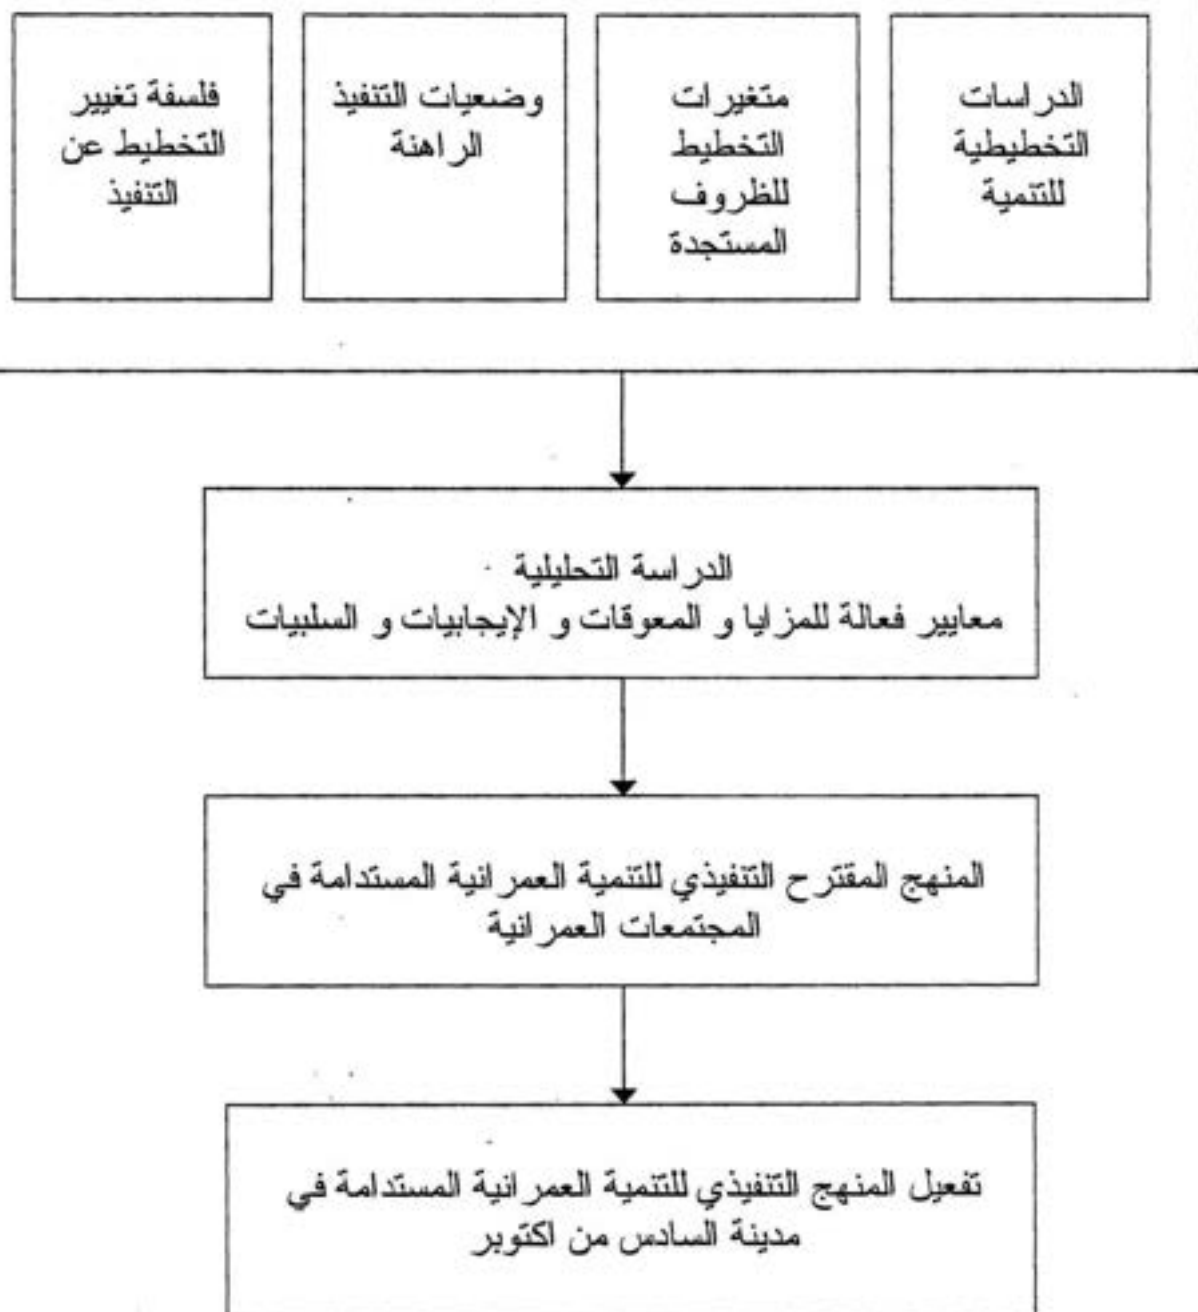 الدراسات
التخطيطية
للتنمية
متغيرات
التخطيط
للظروف
المستجدة
وضعيات التنفيذ
الراهنة
فلسفة تغيير
التخطيط عن
التنفيذ
الدراسة التحليلية
معايير فعالة للمزايا و المعوقات و الإيجابيات و السلبيات
المنهج المقترح التنفيذي للتنمية العمرانية المستدامة في
المجتمعات العمرانية
تفعيل المنهج التنفيذي للتنمية العمرانية المستدامة في
مدينة السادس من اكتوبر